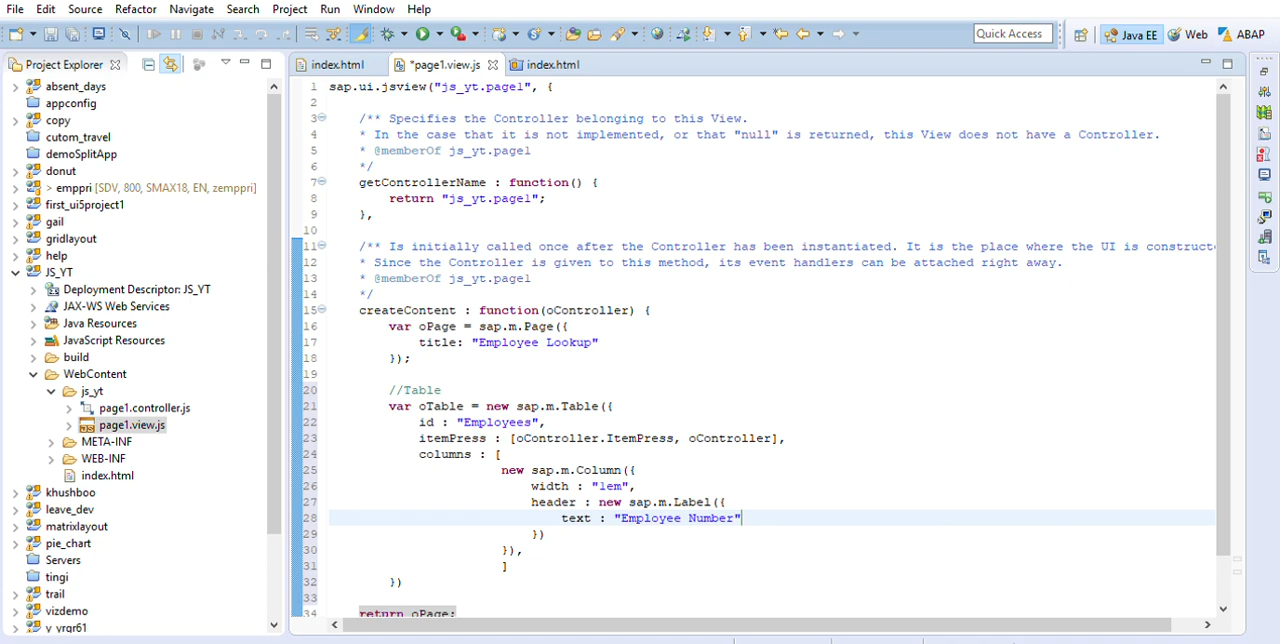 File Edit Source Refactor Navigate Search Project Run Window Help
Quick Access Java EE Web ABAP
Project Explorer
absent_days
appconfig
copy
cutom_travel
demoSplitApp
donut
> emppri [SDV, 800, SMAX18, EN, zemppri]
first_ui5project1
gail
gridlayout
help
JS_YT
Deployment Descriptor: JS_YT
JAX-WS Web Services
Java Resources
JavaScript Resources
build
WebContent
js_yt
page1.controller.js
page1.view.js
META-INF
WEB-INF
index.html
khushboo
leave_dev
matrixlayout
pie_chart
Servers
tingi
trail
vizdemo
y_yrgr61
index.html *page1.view.js index.html
1 sap.ui.jsview("js_yt.page1", {
2
3 /** Specifies the Controller belonging to this View.
4 * In the case that it is not implemented, or that "null" is returned, this View does not have a Controller.
5 * @memberOf js_yt.page1
6 */
7 getControllerName : function() {
8 return "js_yt.page1";
9 },
10
11 /** Is initially called once after the Controller has been instantiated. It is the place where the UI is constructe
12 * Since the Controller is given to this method, its event handlers can be attached right away.
13 * @memberOf js_yt.page1
14 */
15 createContent : function(oController) {
16 var oPage = sap.m.Page({
17 title: "Employee Lookup"
18 });
19
20 //Table
21 var oTable = new sap.m.Table({
22 id : "Employees",
23 itemPress : [oController.ItemPress, oController],
24 columns : [
25 new sap.m.Column({
26 width : "1em",
27 header : new sap.m.Label({
28 text : "Employee Number"
29 })
30 }),
31 ]
32 })
33
34 return oPage;